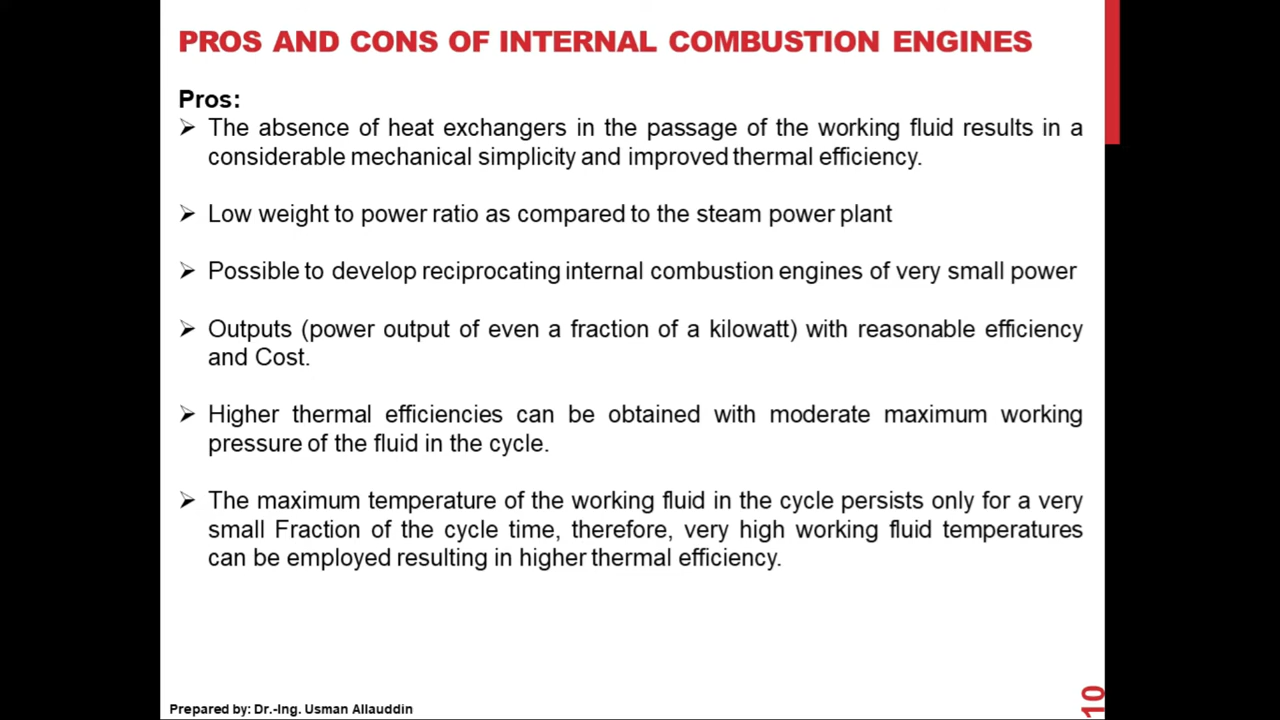 PROS AND CONS OF INTERNAL COMBUSTION ENGINES
Pros:
➢ The absence of heat exchangers in the passage of the working fluid results in a
considerable mechanical simplicity and improved thermal efficiency.
➢ Low weight to power ratio as compared to the steam power plant
➢ Possible to develop reciprocating internal combustion engines of very small power
➢ Outputs (power output of even a fraction of a kilowatt) with reasonable efficiency
and Cost.
➢ Higher thermal efficiencies can be obtained with moderate maximum working
pressure of the fluid in the cycle.
➢ The maximum temperature of the working fluid in the cycle persists only for a very
small Fraction of the cycle time, therefore, very high working fluid temperatures
can be employed resulting in higher thermal efficiency.
Prepared by: Dr.-Ing. Usman Allauddin
10